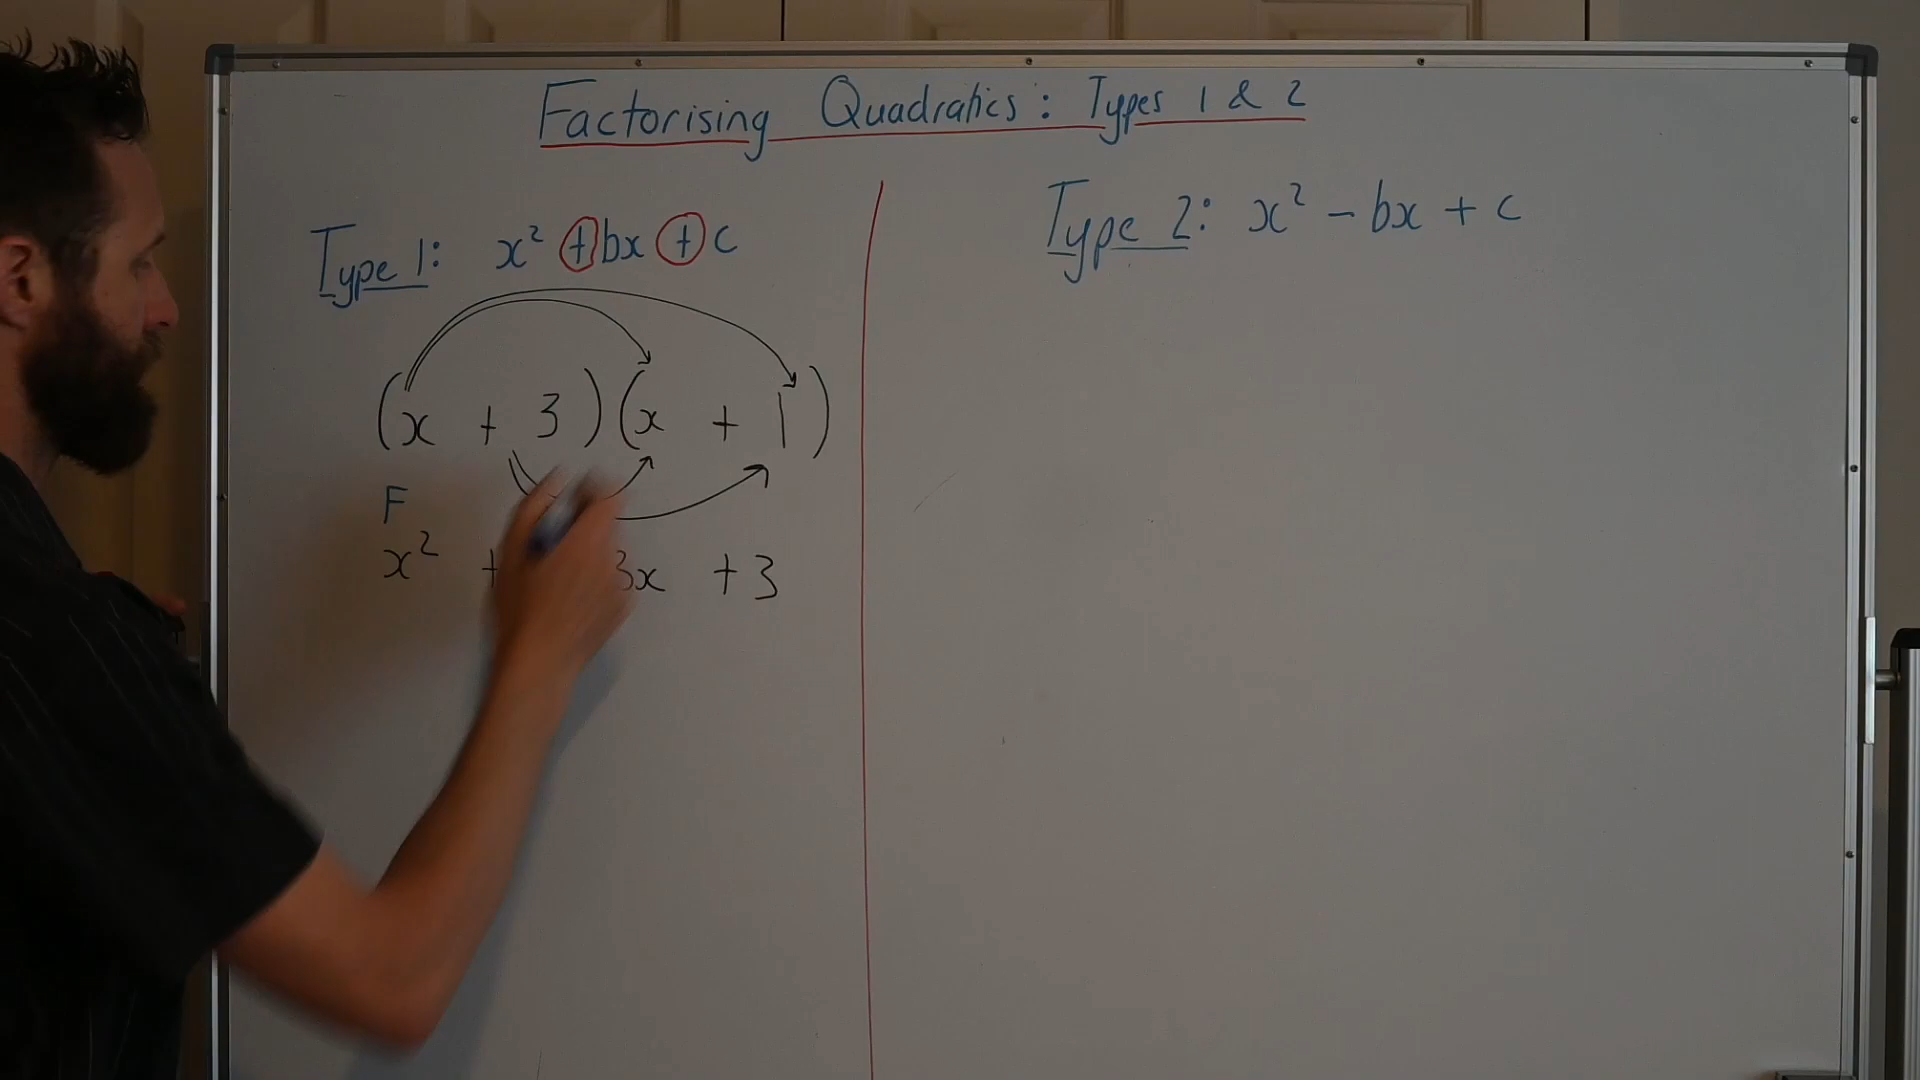 Factorising Quadratics: Types 1 & 2
Type 1: x² + bx + c
(x + 3)(x + 1)
F
x² + 3x + 3
Type 2: x² - bx + c